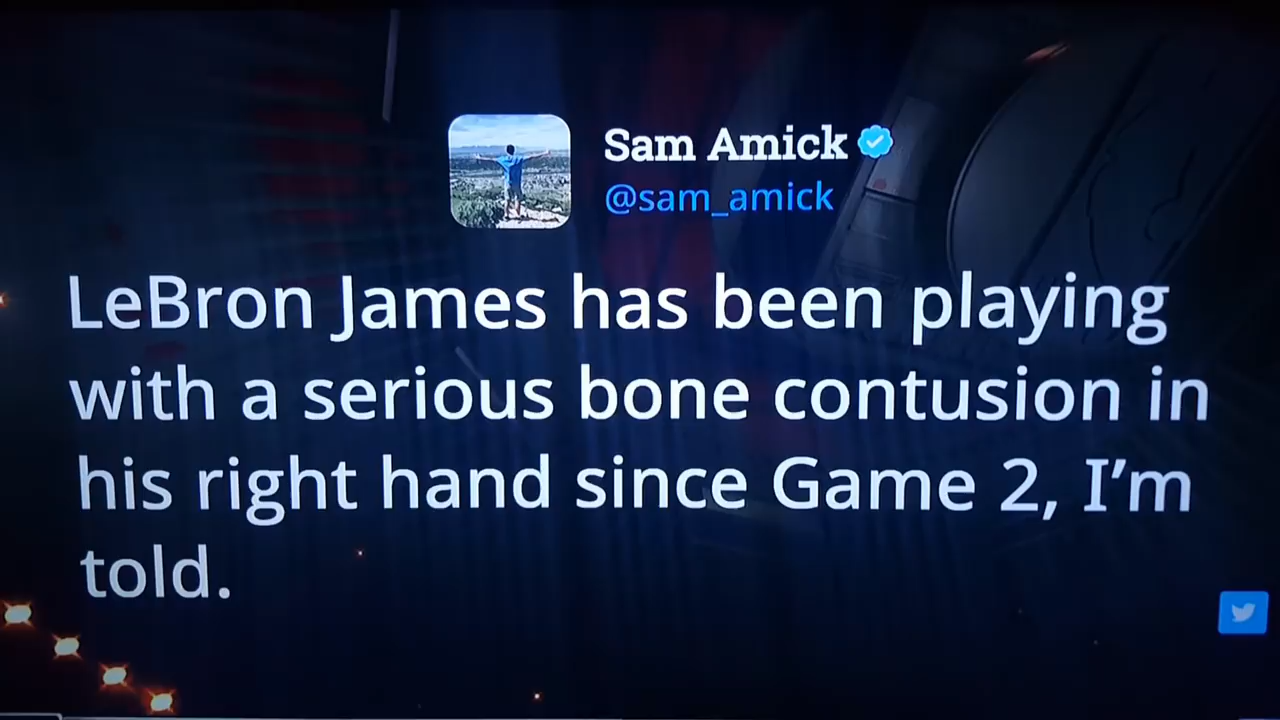 Sam Amick
@sam_amick
LeBron James has been playing
with a serious bone contusion in
his right hand since Game 2, I’m
told.